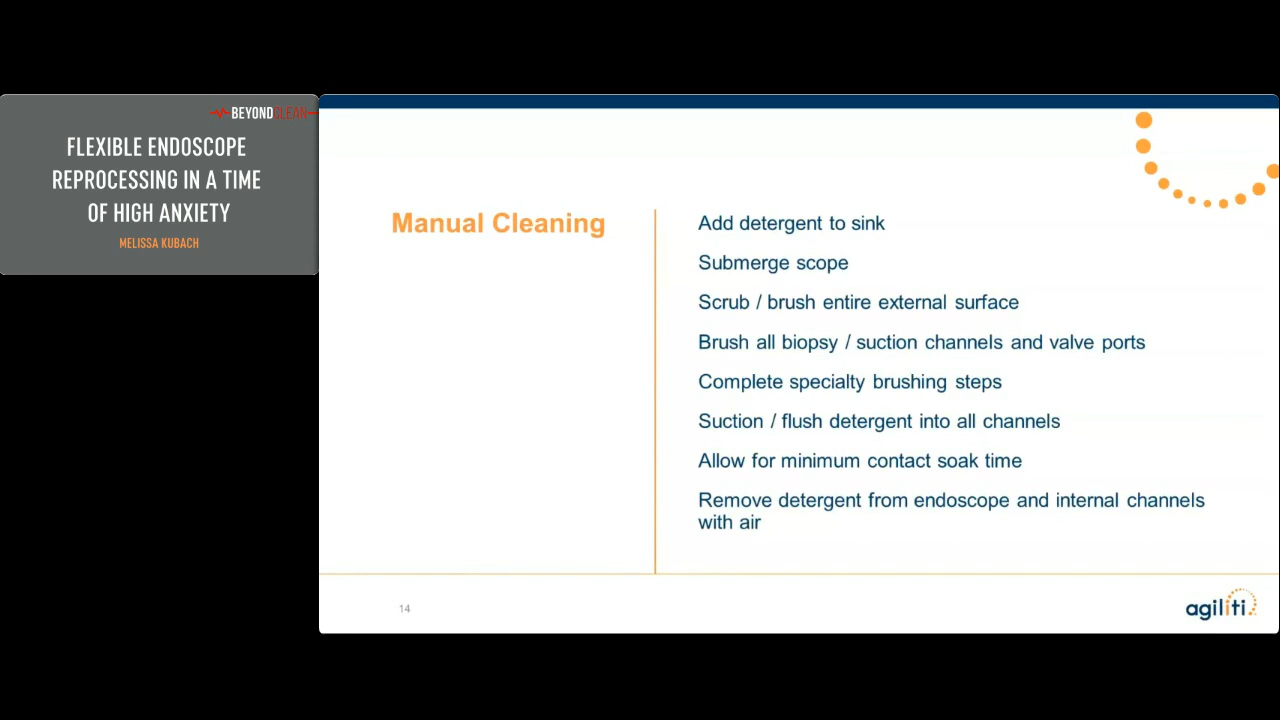 BEYONDCLEAN
FLEXIBLE ENDOSCOPE
REPROCESSING IN A TIME
OF HIGH ANXIETY
MELISSA KUBACH
Manual Cleaning
Add detergent to sink
Submerge scope
Scrub / brush entire external surface
Brush all biopsy / suction channels and valve ports
Complete specialty brushing steps
Suction / flush detergent into all channels
Allow for minimum contact soak time
Remove detergent from endoscope and internal channels
with air
14
agiliti